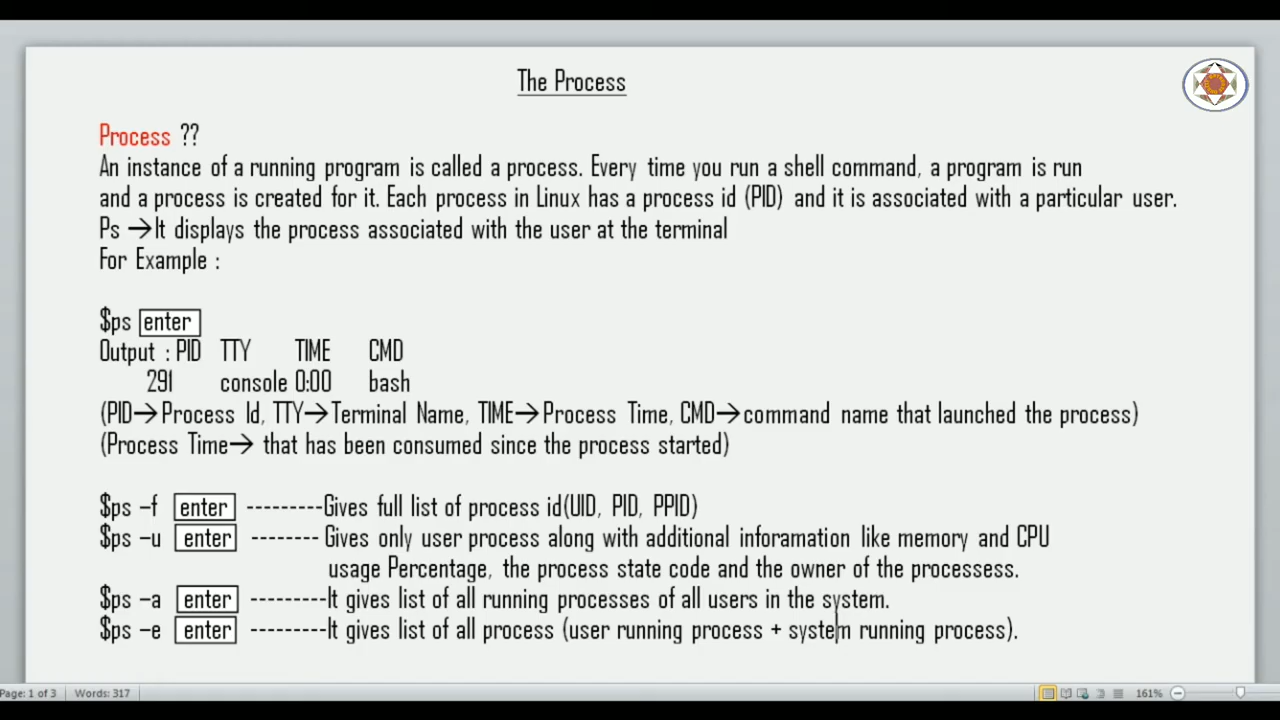 The Process
Process ??
An instance of a running program is called a process. Every time you run a shell command, a program is run
and a process is created for it. Each process in Linux has a process id (PID) and it is associated with a particular user.
Ps →It displays the process associated with the user at the terminal
For Example :
$ps enter
Output : PID TTY TIME CMD
291 console 0:00 bash
(PID→Process Id, TTY→Terminal Name, TIME→Process Time, CMD→command name that launched the process)
(Process Time→ that has been consumed since the process started)
$ps –f enter ---------Gives full list of process id(UID, PID, PPID)
$ps –u enter -------- Gives only user process along with additional inforamation like memory and CPU
usage Percentage, the process state code and the owner of the processess.
$ps –a enter ---------It gives list of all running processes of all users in the system.
$ps –e enter ---------It gives list of all process (user running process + system running process).
Page: 1 of 3 Words: 317 161%